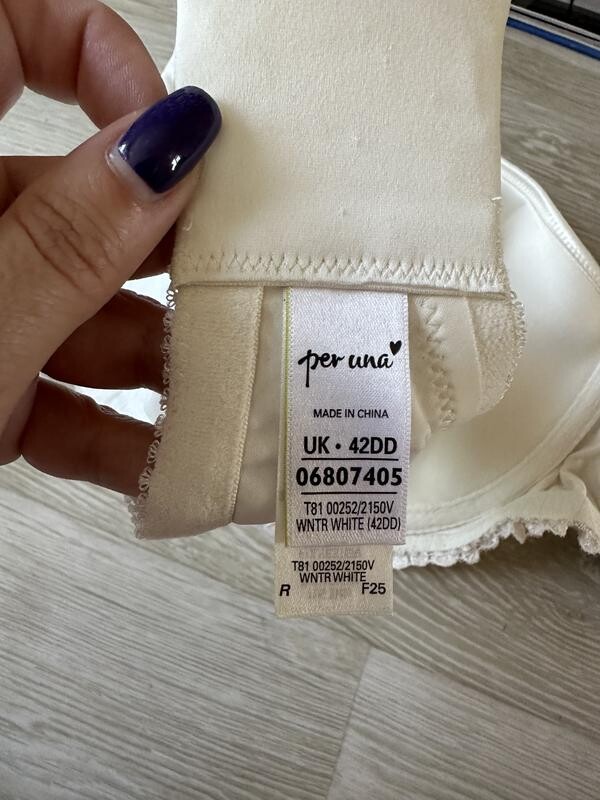 per una
MADE IN CHINA
UK • 42DD
06807405
T81 00252/2150V
WNTR WHITE (42DD)
T81 00252/2150V
WNTR WHITE
R F25